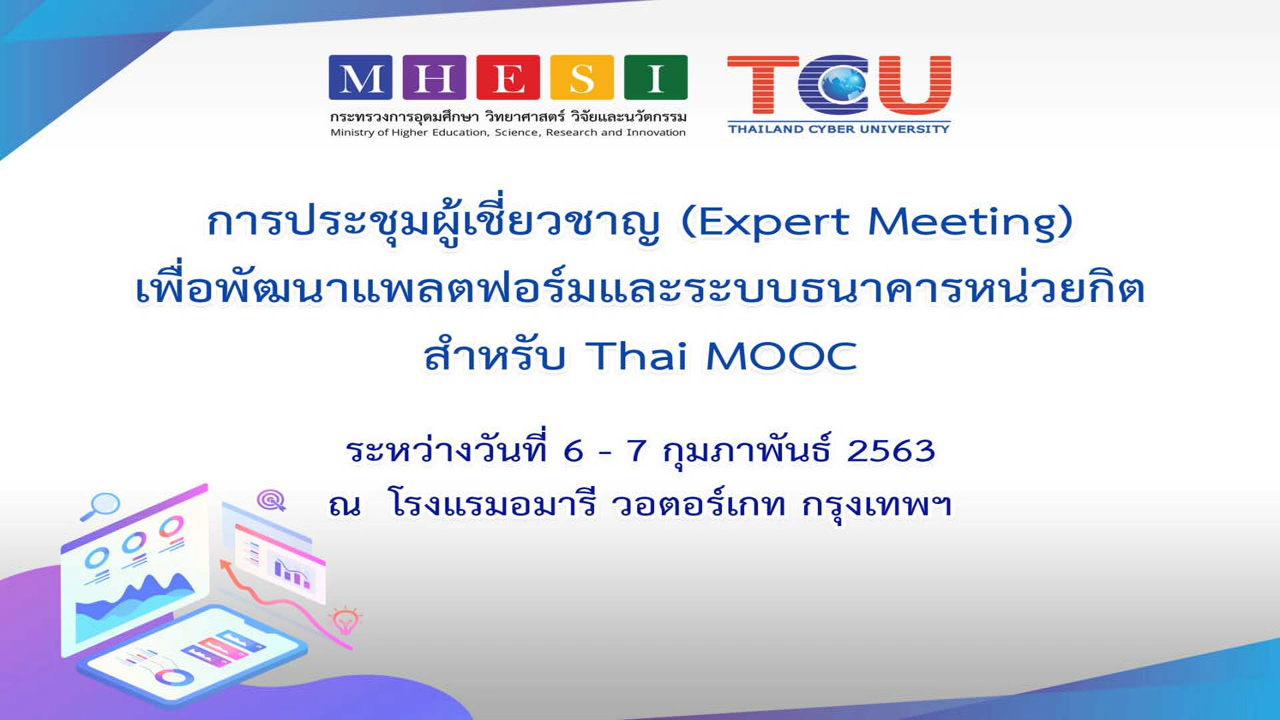 MHESI
กระทรวงการอุดมศึกษา วิทยาศาสตร์ วิจัยและนวัตกรรม
Ministry of Higher Education, Science, Research and Innovation
TCU
THAILAND CYBER UNIVERSITY
การประชุมผู้เชี่ยวชาญ (Expert Meeting)
เพื่อพัฒนาแพลตฟอร์มและระบบธนาคารหน่วยกิต
สำหรับ Thai MOOC
ระหว่างวันที่ 6 - 7 กุมภาพันธ์ 2563
ณ โรงแรมอมารี วอตอร์เกท กรุงเทพฯ